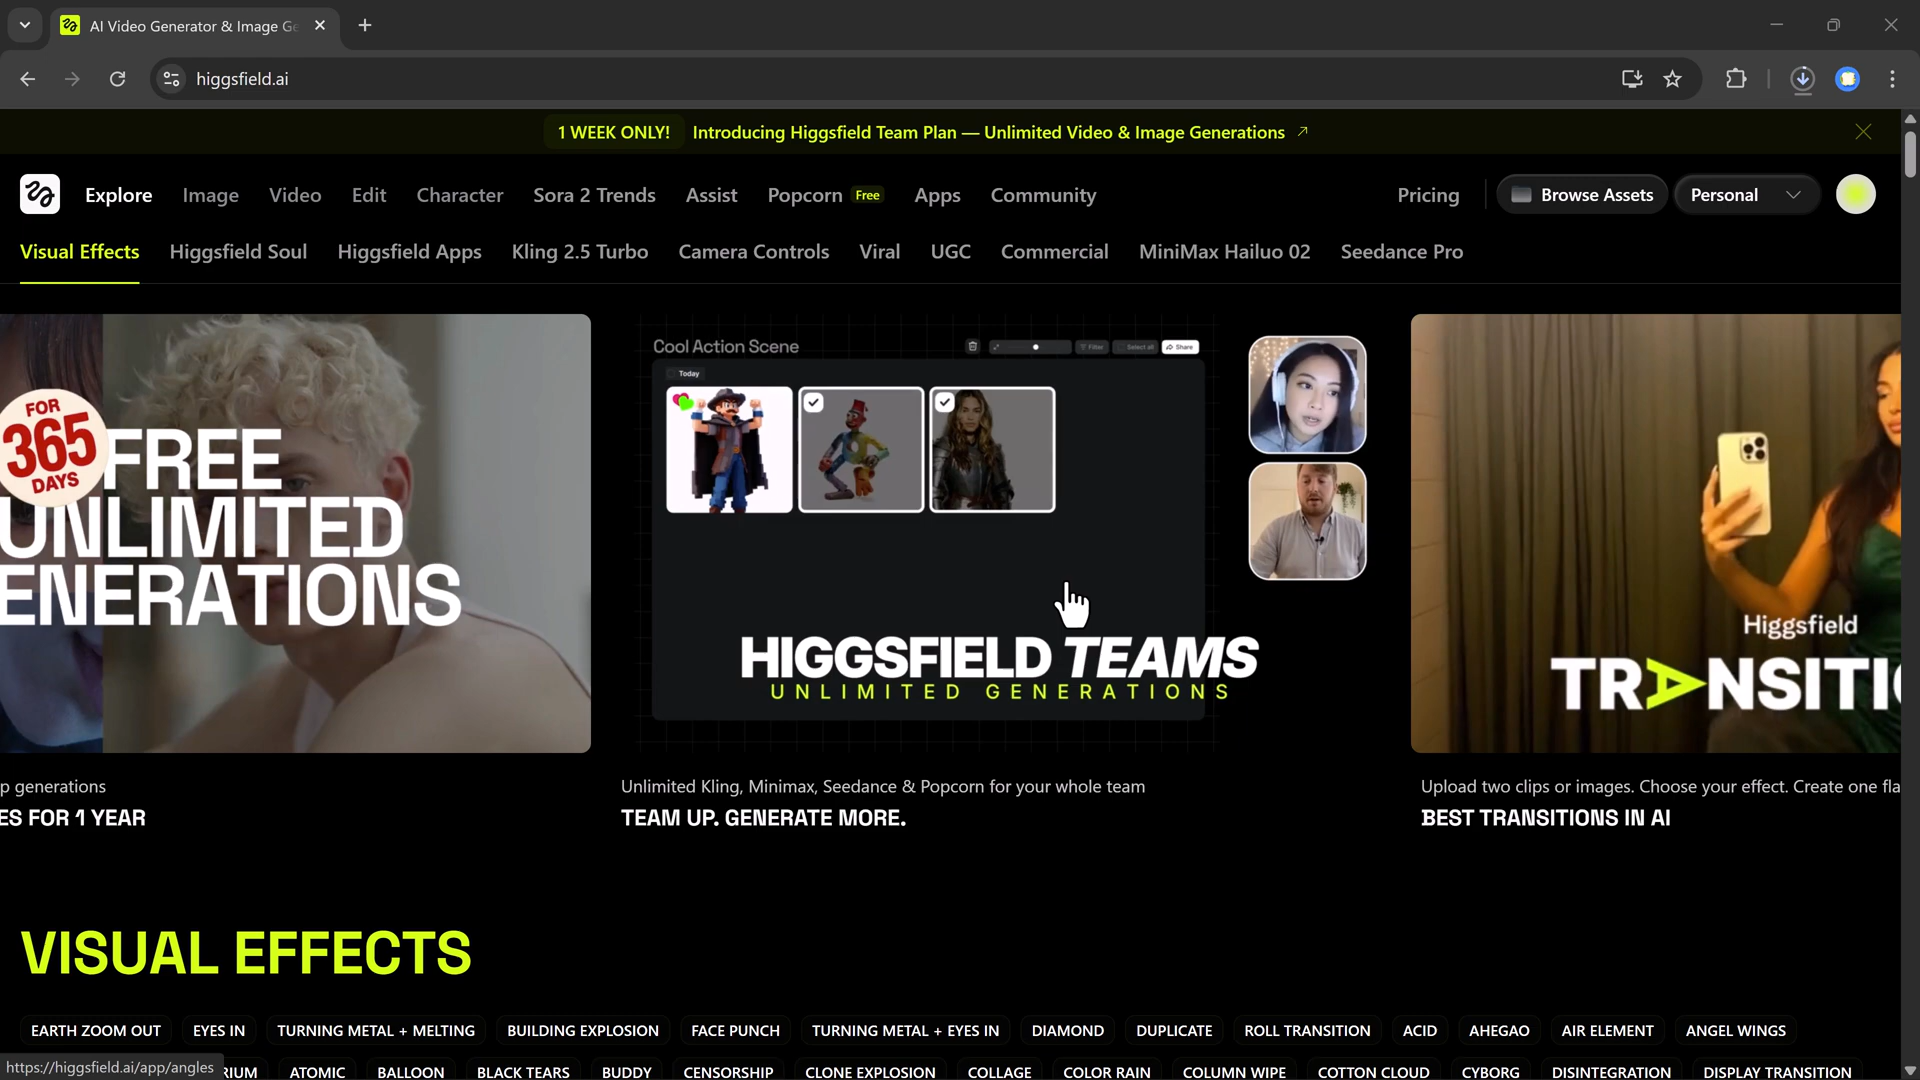 AI Video Generator & Image Ge
higgsfield.ai
1 WEEK ONLY! Introducing Higgsfield Team Plan — Unlimited Video & Image Generations
Explore Image Video Edit Character Sora 2 Trends Assist Popcorn Free Apps Community Pricing Browse Assets Personal
Visual Effects Higgsfield Soul Higgsfield Apps Kling 2.5 Turbo Camera Controls Viral UGC Commercial MiniMax Hailuo 02 Seedance Pro
FOR
365
DAYS
FREE
UNLIMITED
ENERATIONS
Cool Action Scene
Filter Select all Share
Today
HIGGSFIELD TEAMS
UNLIMITED GENERATIONS
Higgsfield
TRANSITIO
p generations
ES FOR 1 YEAR
Unlimited Kling, Minimax, Seedance & Popcorn for your whole team
TEAM UP. GENERATE MORE.
Upload two clips or images. Choose your effect. Create one fla
BEST TRANSITIONS IN AI
VISUAL EFFECTS
EARTH ZOOM OUT EYES IN TURNING METAL + MELTING BUILDING EXPLOSION FACE PUNCH TURNING METAL + EYES IN DIAMOND DUPLICATE ROLL TRANSITION ACID AHEGAO AIR ELEMENT ANGEL WINGS
RIUM ATOMIC BALLOON BLACK TEARS BUDDY CENSORSHIP CLONE EXPLOSION COLLAGE COLOR RAIN COLUMN WIPE COTTON CLOUD CYBORG DISINTEGRATION DISPLAY TRANSITION
https://higgsfield.ai/app/angles